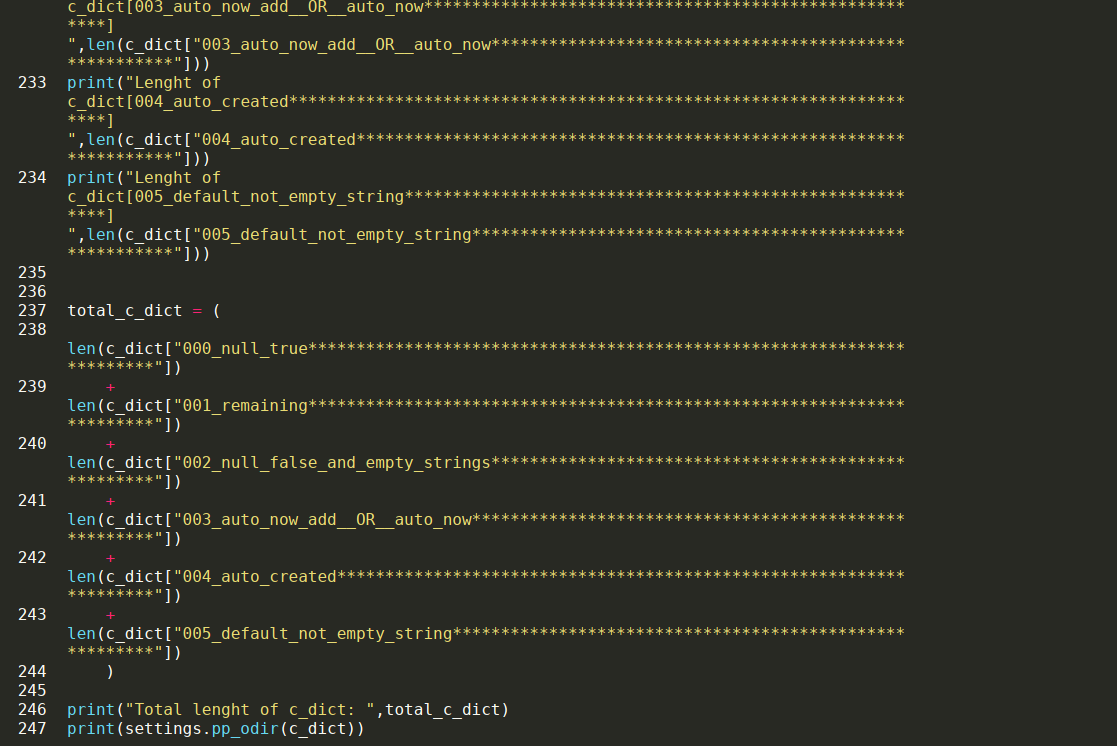 c_dict[003_auto_now_add__OR__auto_now**************************************************
****]
",len(c_dict["003_auto_now_add__OR__auto_now*******************************************
***********"]))
233 print("Lenght of
c_dict[004_auto_created****************************************************************
****]
",len(c_dict["004_auto_created*********************************************************
***********"]))
234 print("Lenght of
c_dict[005_default_not_empty_string****************************************************
****]
",len(c_dict["005_default_not_empty_string*********************************************
***********"]))
235
236
237 total_c_dict = (
238
len(c_dict["000_null_true**************************************************************
*********"])
239     +
len(c_dict["001_remaining**************************************************************
*********"])
240     +
len(c_dict["002_null_false_and_empty_strings*******************************************
*********"])
241     +
len(c_dict["003_auto_now_add__OR__auto_now*********************************************
*********"])
242     +
len(c_dict["004_auto_created***********************************************************
*********"])
243     +
len(c_dict["005_default_not_empty_string***********************************************
*********"])
244     )
245
246 print("Total lenght of c_dict: ",total_c_dict)
247 print(settings.pp_odir(c_dict))